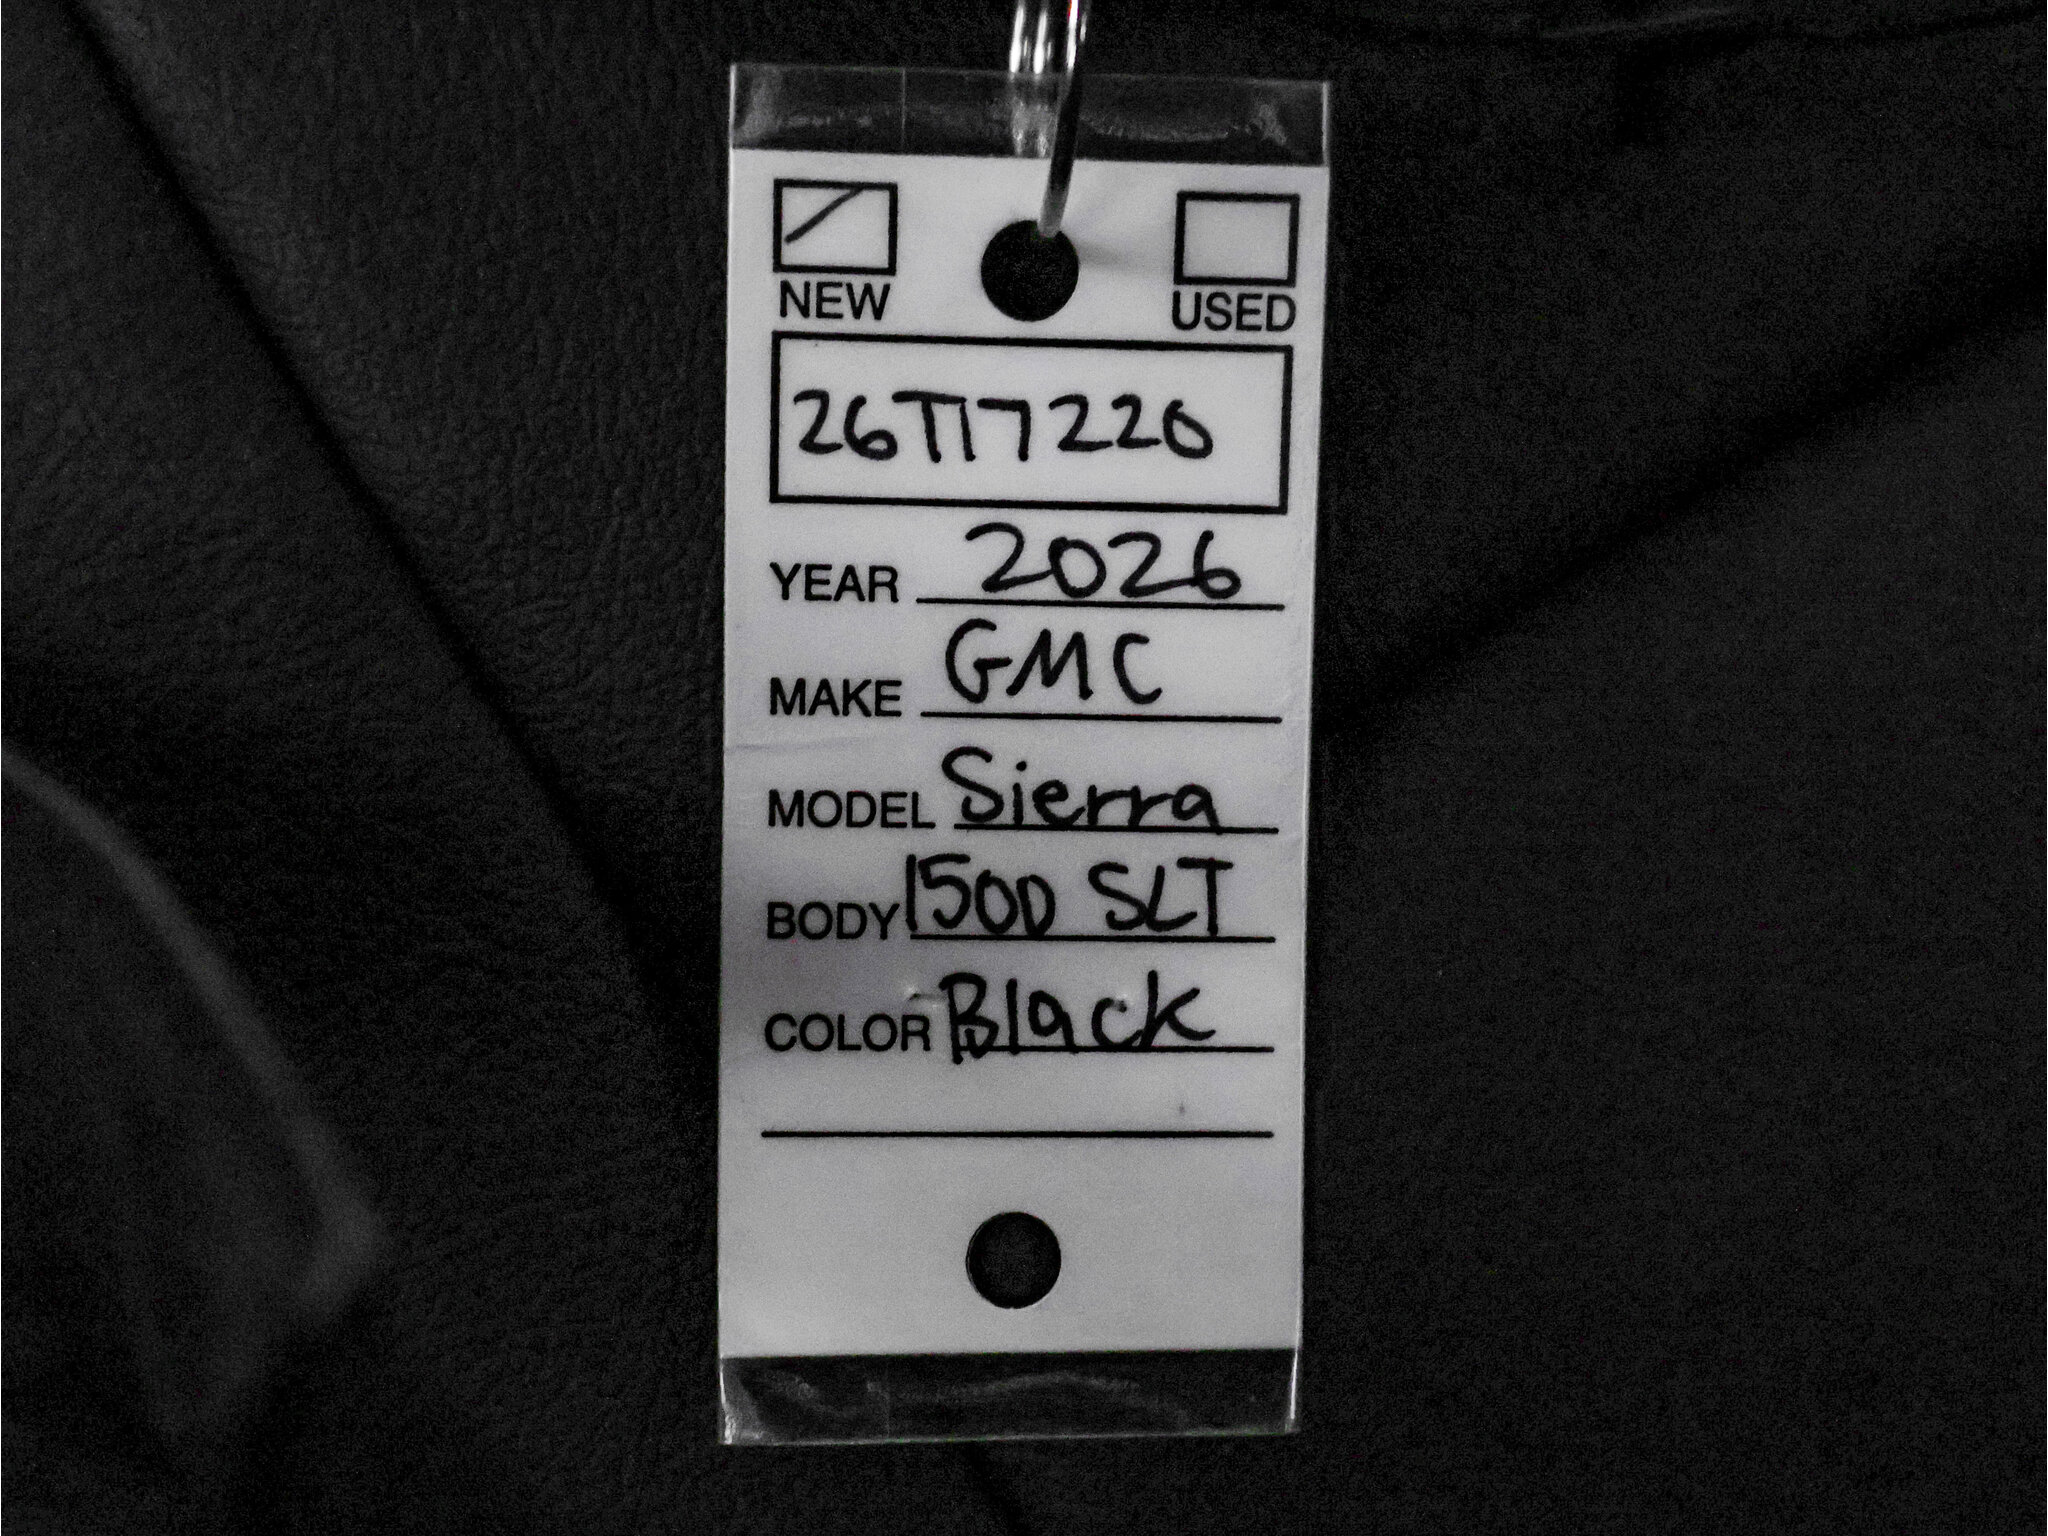 NEW USED
26T17220
YEAR 2026
MAKE GMC
MODEL Sierra
BODY 1500 SLT
COLOR Black